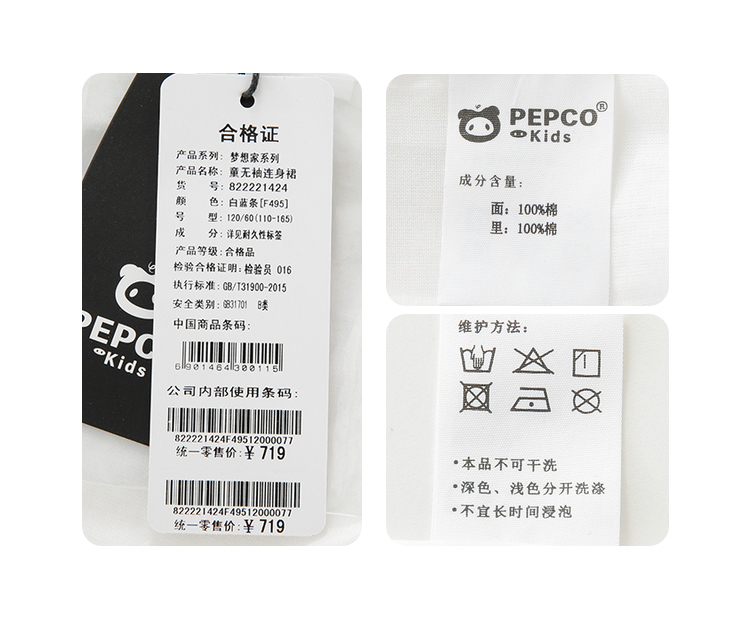 合格证
产品系列: 梦想家系列
产品名称: 童无袖连身裙
货 号: 822221424
颜 色: 白蓝条[F495]
号 型: 120/60(110-165)
成 分: 详见耐久性标签
产品等级: 合格品
检验合格证明: 检验员 016
执行标准: GB/T31900-2015
安全类别: GB31701 B类
中国商品条码:
6901464300115
公司内部使用条码:
822221424F49512000077
统一零售价: ¥ 719
822221424F49512000077
统一零售价: ¥ 719
PEPCO
Kids
PEPCO®
Kids
成分含量:
面: 100%棉
里: 100%棉
维护方法:
•本品不可干洗
•深色、浅色分开洗涤
•不宜长时间浸泡